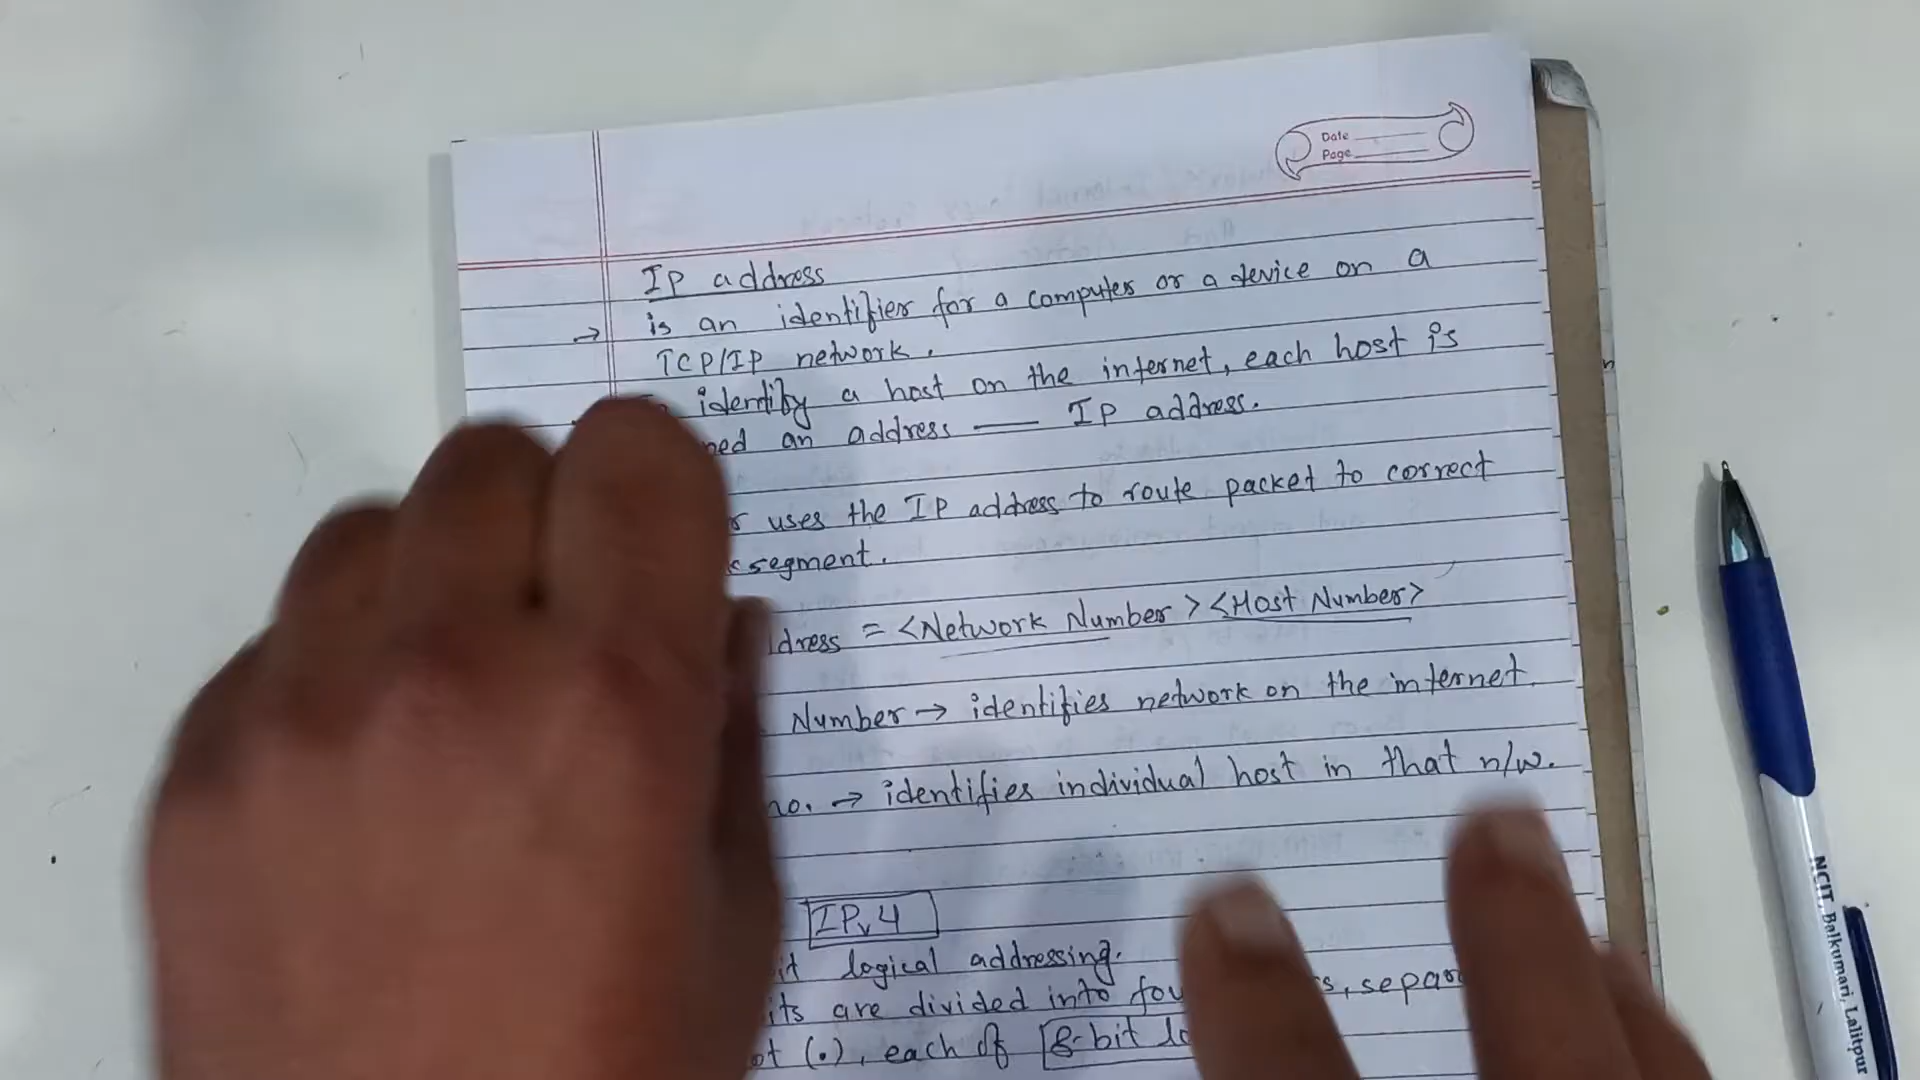 Date
Page
IP address
→ is an identifier for a computer or a device on a
TCP/IP network.
identify a host on the internet, each host is
an address —— IP address.
uses the IP address to route packet to correct
segment.
= <Network Number> <Host Number>
Number → identifies network on the internet.
no. → identifies individual host in that n/w.
IPv4
logical addressing.
are divided into
(.), each of 8-bit
NCIT, Balkumari, Lalitpur